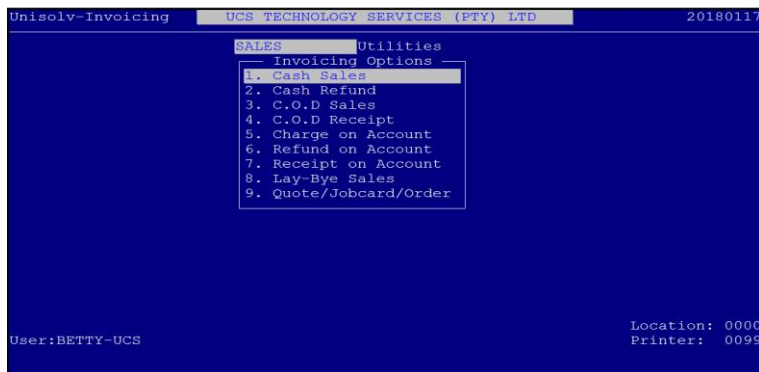 Unisolv-Invoicing UCS TECHNOLOGY SERVICES (PTY) LTD 20180117
SALES Utilities
Invoicing Options
1. Cash Sales
2. Cash Refund
3. C.O.D Sales
4. C.O.D Receipt
5. Charge on Account
6. Refund on Account
7. Receipt on Account
8. Lay-Bye Sales
9. Quote/Jobcard/Order
Location: 0000
User:BETTY-UCS Printer: 0099